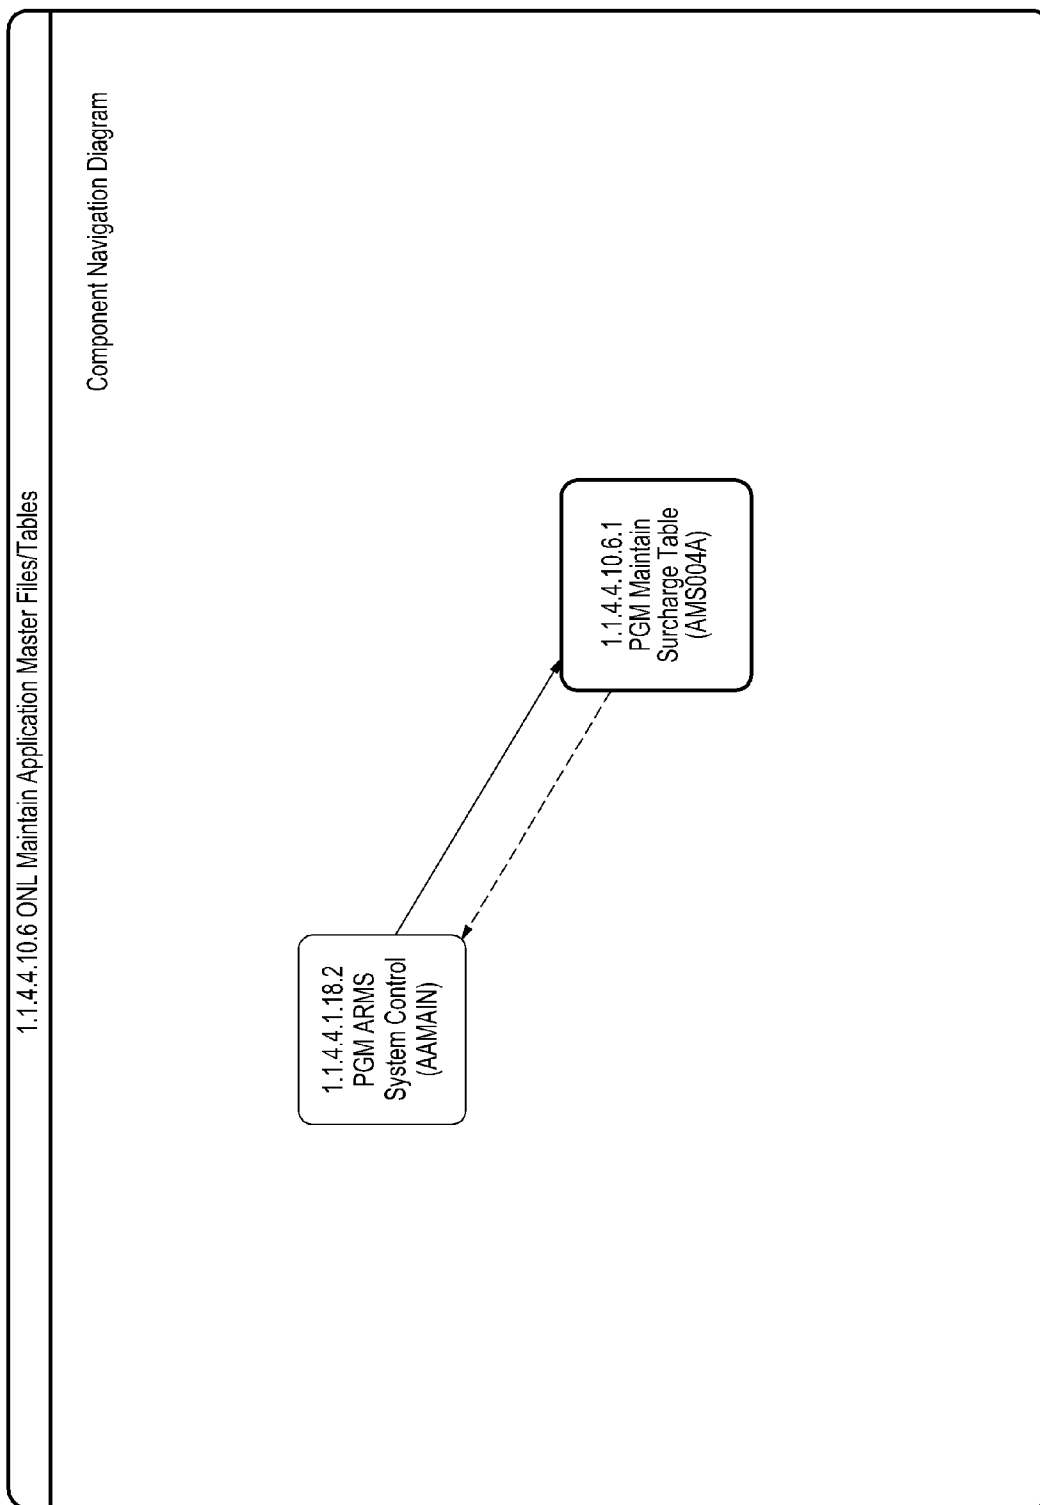 1.1.4.4.10.6 ONL Maintain Application Master Files/Tables
Component Navigation Diagram
1.1.4.4.1.18.2
PGM ARMS
System Control
(AAMAIN)
1.1.4.4.10.6.1
PGM Maintain
Surcharge Table
(AMS004A)